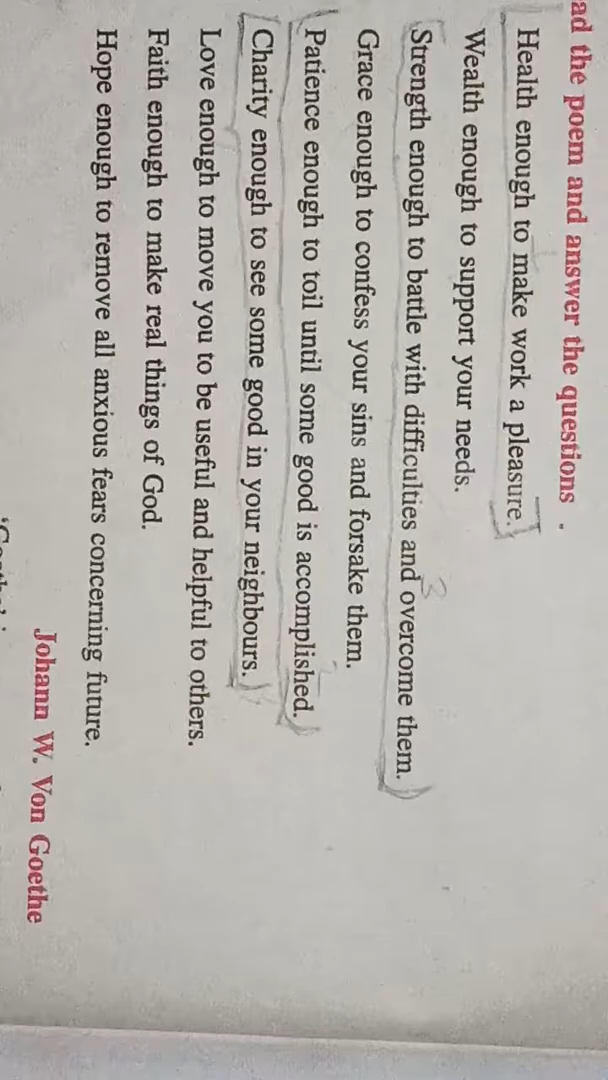 ad the poem and answer the questions .
Health enough to make work a pleasure.
Wealth enough to support your needs.
Strength enough to battle with difficulties and overcome them.
Grace enough to confess your sins and forsake them.
Patience enough to toil until some good is accomplished.
Charity enough to see some good in your neighbours.
Love enough to move you to be useful and helpful to others.
Faith enough to make real things of God.
Hope enough to remove all anxious fears concerning future.
Johann W. Von Goethe